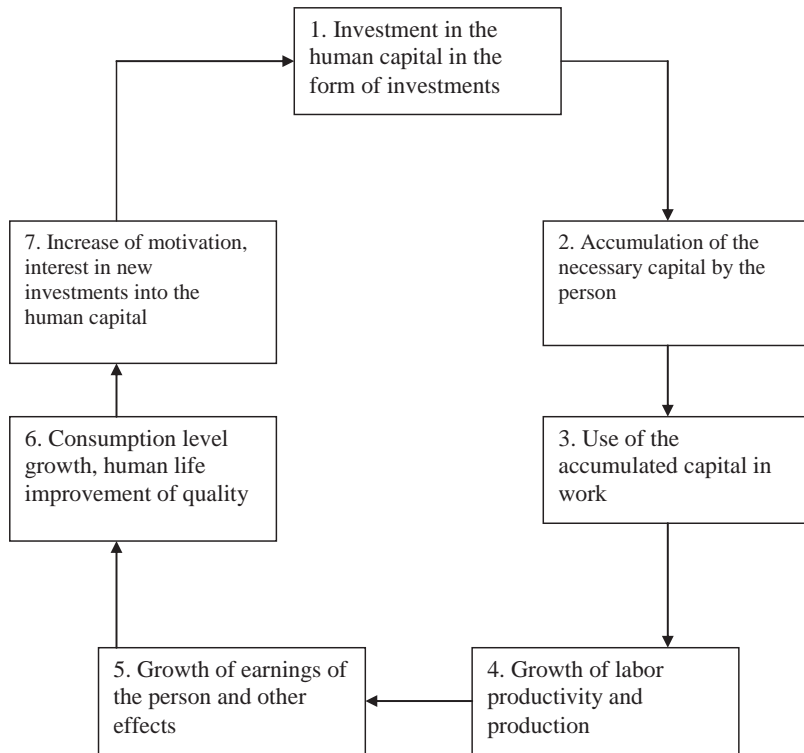 1. Investment in the
human capital in the
form of investments
2. Accumulation of the
necessary capital by the
person
3. Use of the
accumulated capital in
work
4. Growth of labor
productivity and
production
5. Growth of earnings of
the person and other
effects
6. Consumption level
growth, human life
improvement of quality
7. Increase of motivation,
interest in new
investments into the
human capital